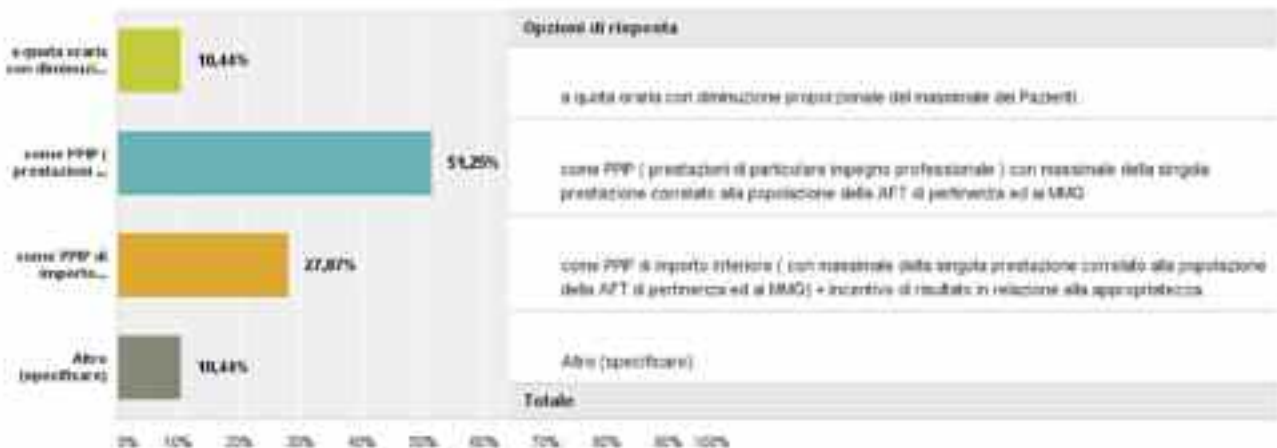 Opzioni di risposta
a quota oraria
con diminuzi...
10,44%
a quota oraria con diminuzione proporzionale del massimale dei Pazienti.
come PPIP (
prestazioni ...
51,25%
come PPIP ( prestazioni di particolare impegno professionale ) con massimale della singola
prestazione correlato alla popolazione della AFT di pertinenza ed ai MMG
come PPIP di
importo...
27,87%
come PPIP di importo inferiore ( con massimale della singola prestazione correlato alla popolazione
della AFT di pertinenza ed ai MMG) + incentivo di risultato in relazione alla appropriatezza
Altro
(specificare)
10,44%
Altro (specificare)
Totale
0% 10% 20% 30% 40% 50% 60% 70% 80% 90% 100%